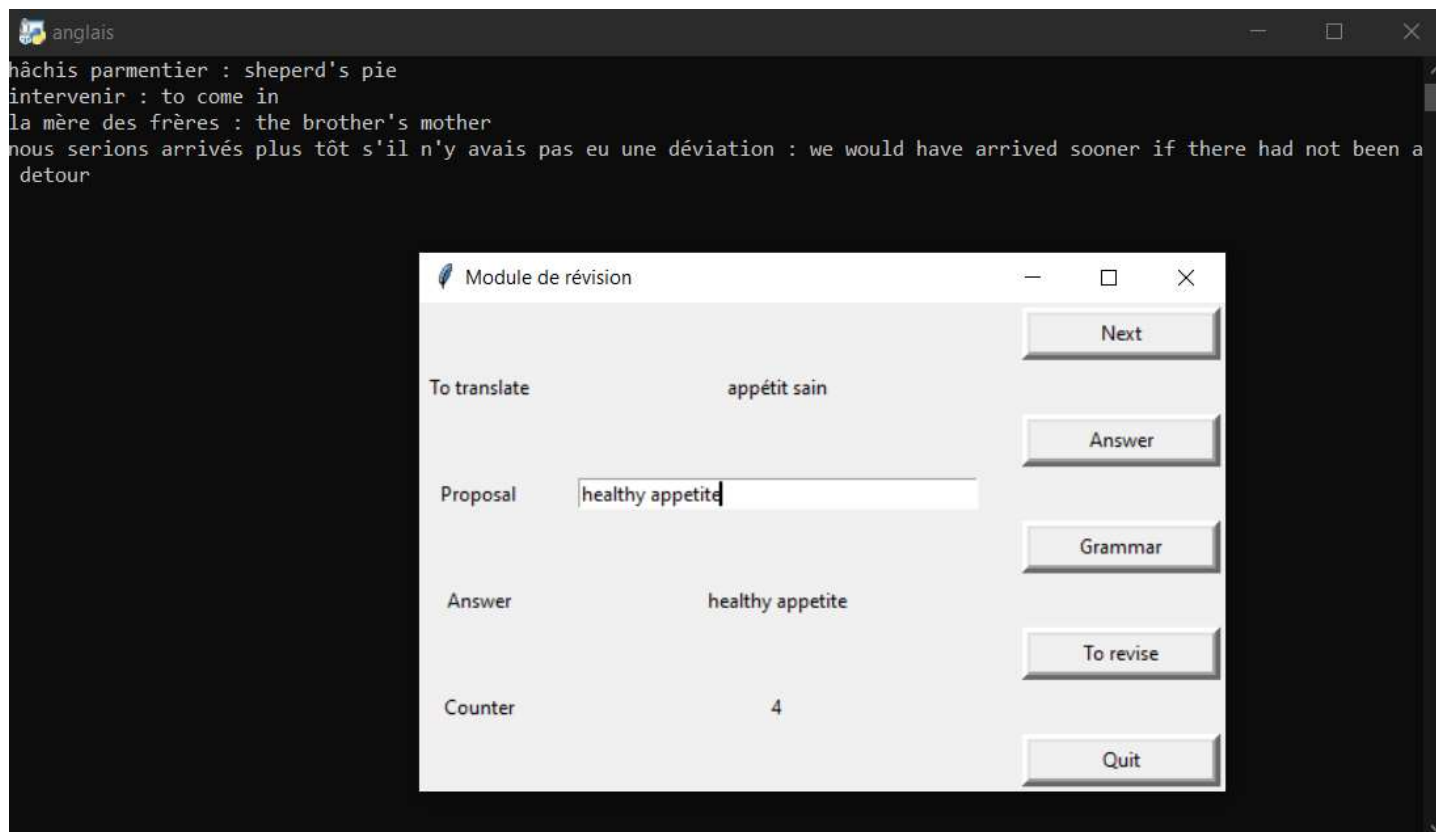 anglais
hâchis parmentier : sheperd's pie
intervenir : to come in
la mère des frères : the brother's mother
nous serions arrivés plus tôt s'il n'y avais pas eu une déviation : we would have arrived sooner if there had not been a
detour
Module de révision
Next
To translate appétit sain
Answer
Proposal healthy appetite
Grammar
Answer healthy appetite
To revise
Counter 4
Quit